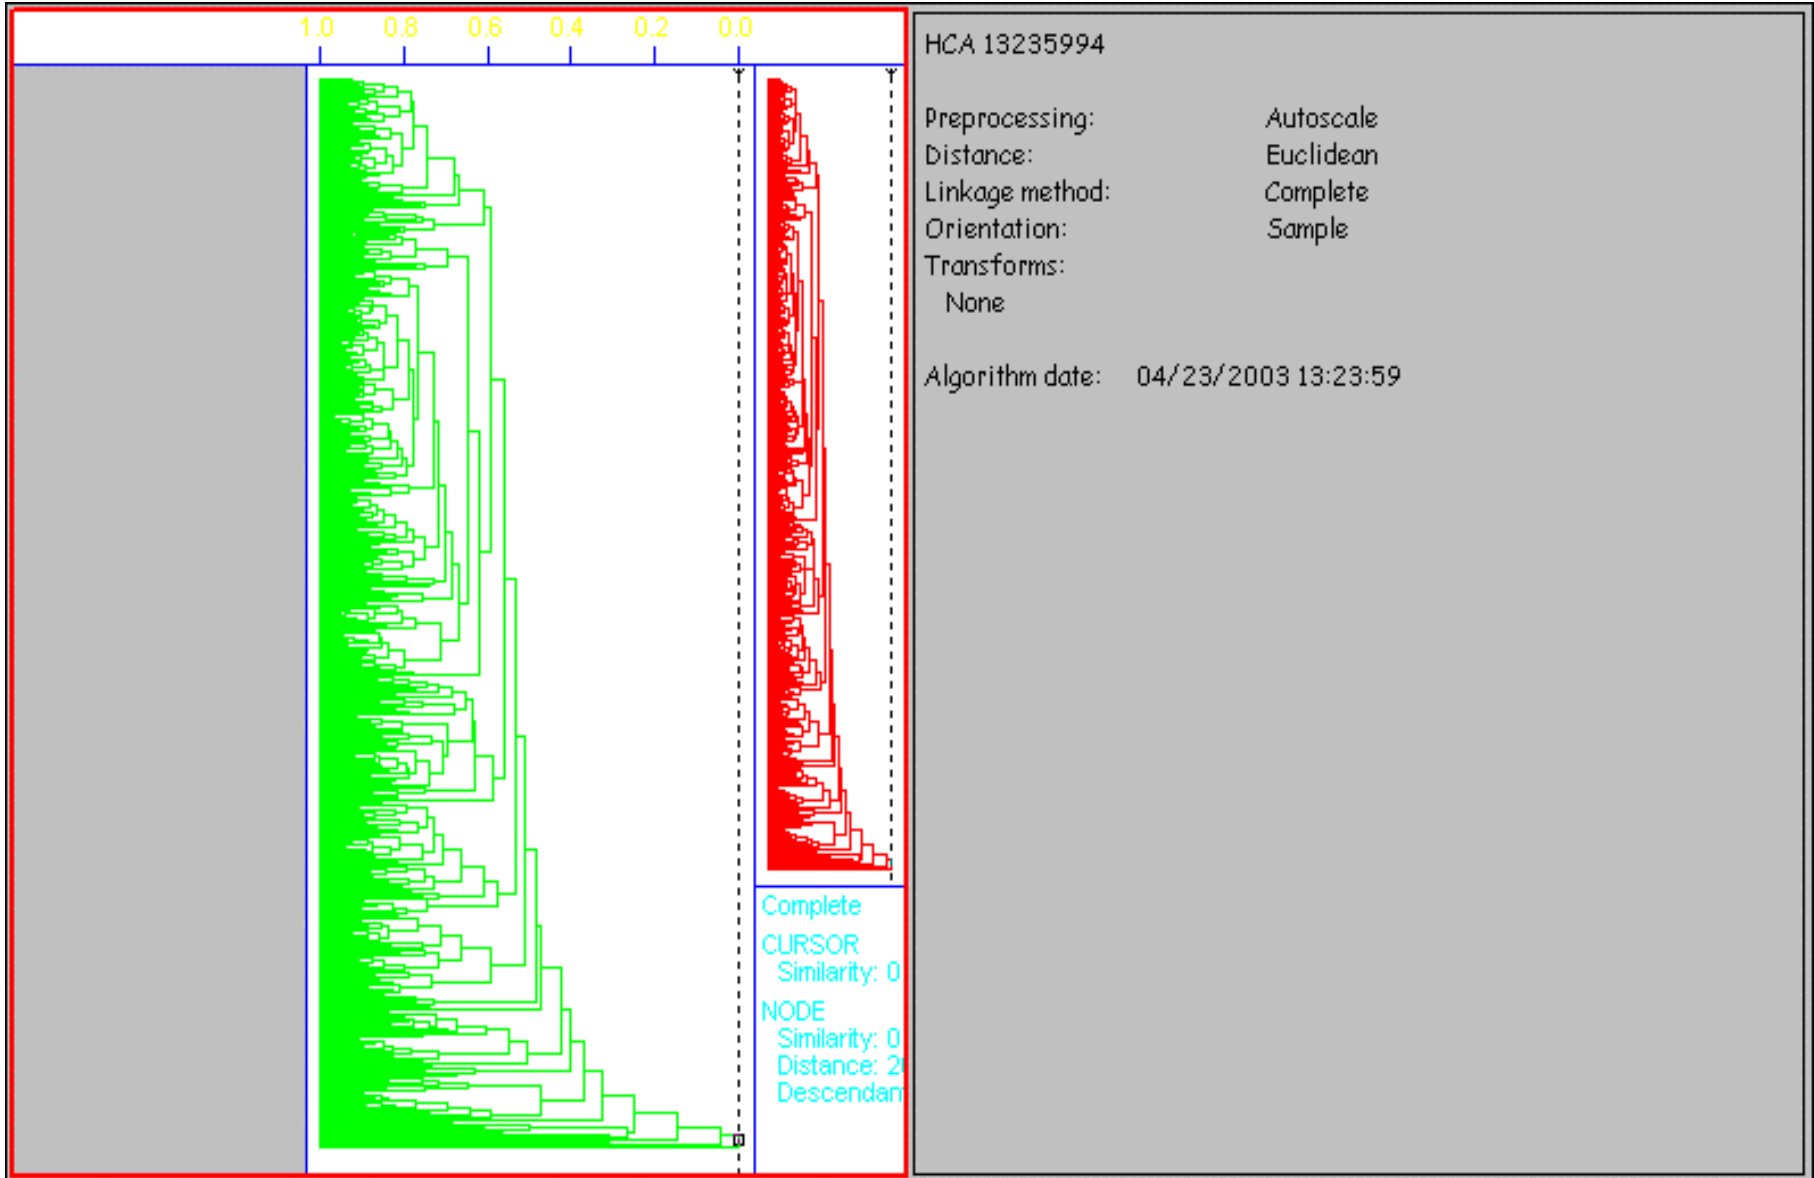 1.0 0.8 0.6 0.4 0.2 0.0
Complete
CURSOR
Similarity: 0
NODE
Similarity: 0
Distance: 2
HCA 13235994
Preprocessing: Autoscale
Distance: Euclidean
Linkage method: Complete
Orientation: Sample
Transforms:
None
Algorithm date: 04/23/2003 13:23:59